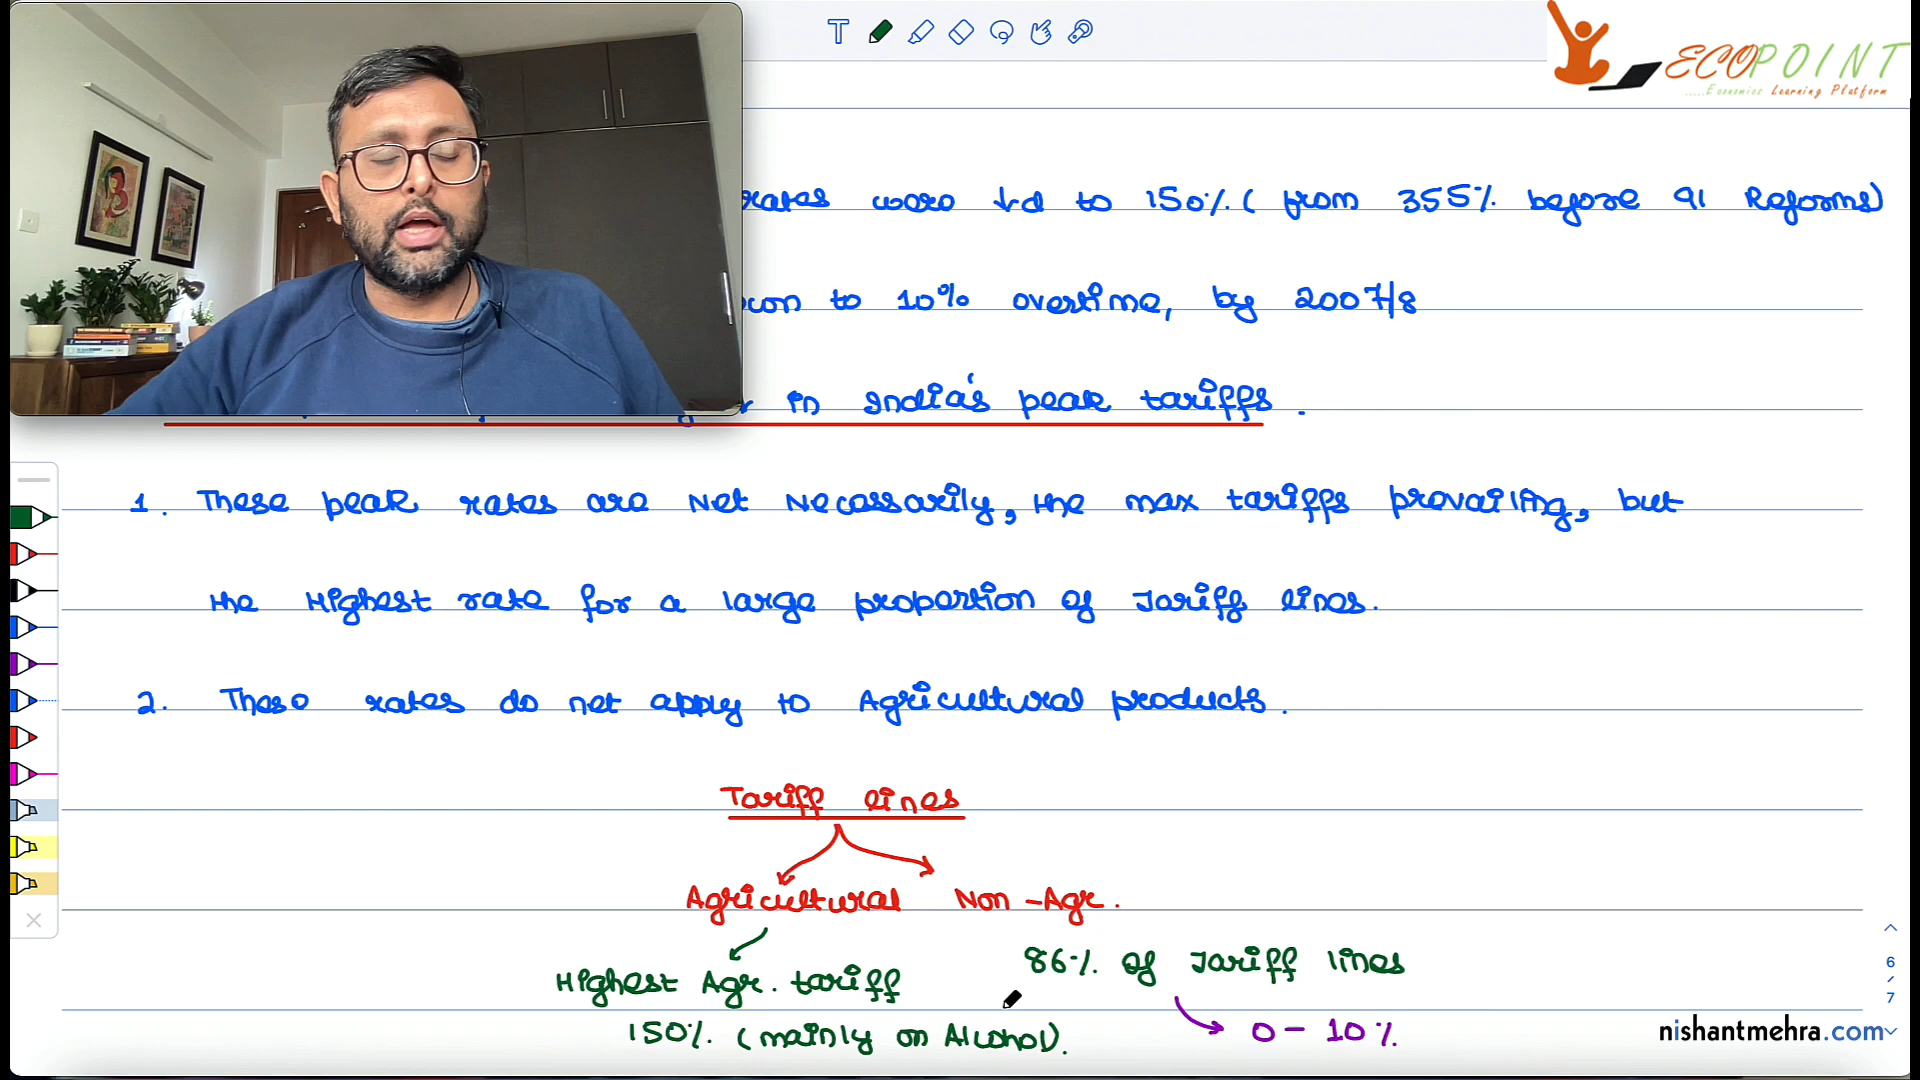 T
ECOPOINT
.....Economics Learning Platform
rates were ↓d to 150% ( from 355% before 91 Reforms)
to 10% overtime, by 2007/8
in India's peak tariffs.
1. These peak rates are Not Necessarily, the max tariffs prevailing, but
the Highest rate for a large proportion of Tariff lines.
2. These rates do not apply to Agricultural products.
Tariff lines
Agricultural Non-Agr.
Highest Agr. tariff 86% of Tariff lines
150% (mainly on Alcohol). 0 - 10%
6
/
7
nishantmehra.com